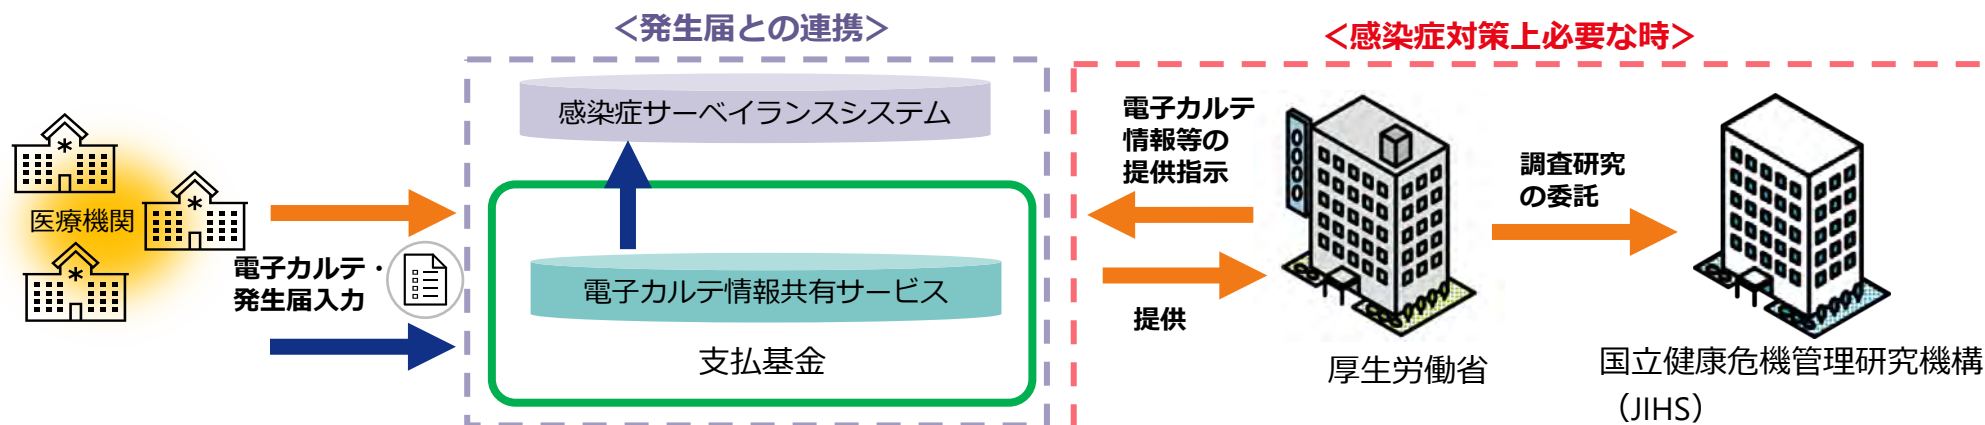 ＜発生届との連携＞
＜感染症対策上必要な時＞
感染症サーベイランスシステム
医療機関
電子カルテ・
発生届入力
電子カルテ情報共有サービス
支払基金
電子カルテ
情報等の
提供指示
提供
厚生労働省
調査研究
の委託
国立健康危機管理研究機構
（JIHS）